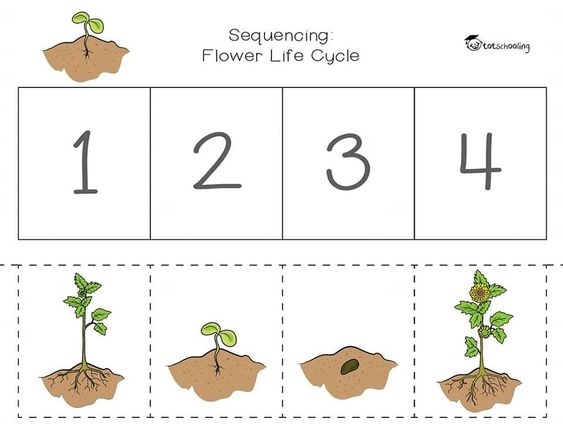 Sequencing:
Flower Life Cycle
totschooling
1 2 3 4